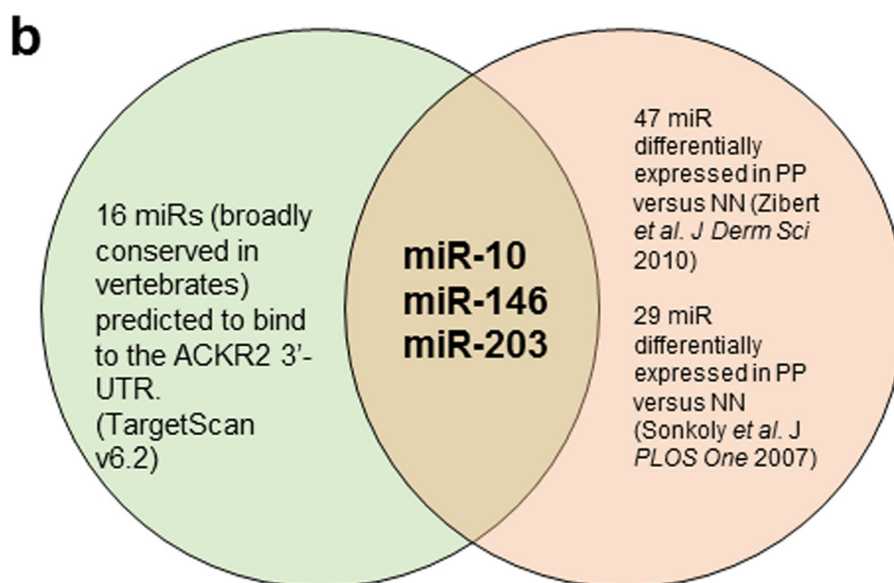 b
16 miRs (broadly
conserved in
vertebrates)
predicted to bind
to the ACKR2 3’-
UTR.
(TargetScan
v6.2)
miR-10
miR-146
miR-203
47 miR
differentially
expressed in PP
versus NN (Zibert
et al. J Derm Sci
2010)
29 miR
differentially
expressed in PP
versus NN
(Sonkoly et al. J
PLOS One 2007)